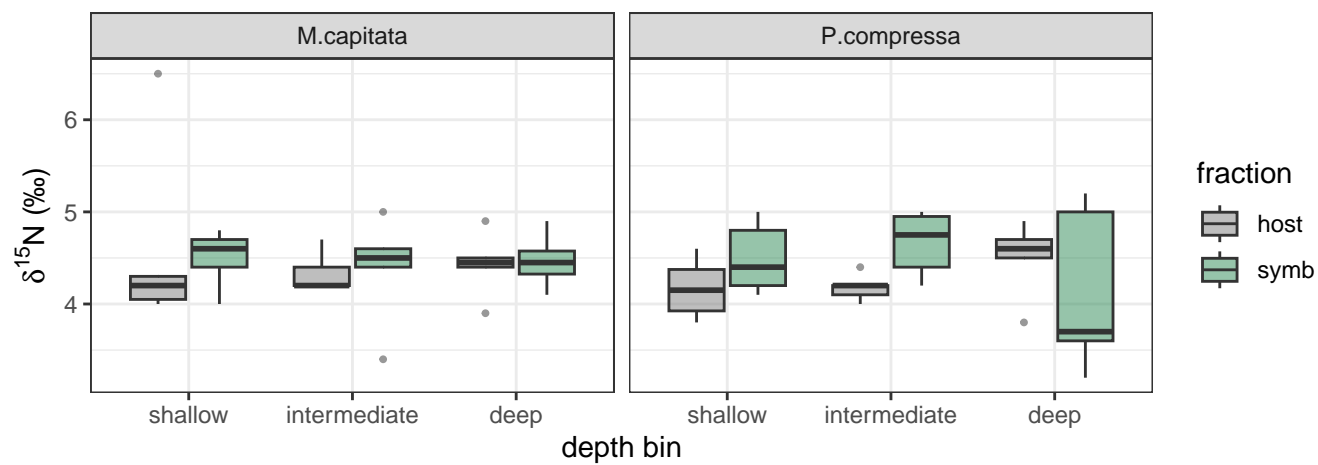 M.capitata
P.compressa
δ¹⁵N (‰)
6
5
4
shallow
intermediate
deep
shallow
intermediate
deep
depth bin
fraction
host
symb